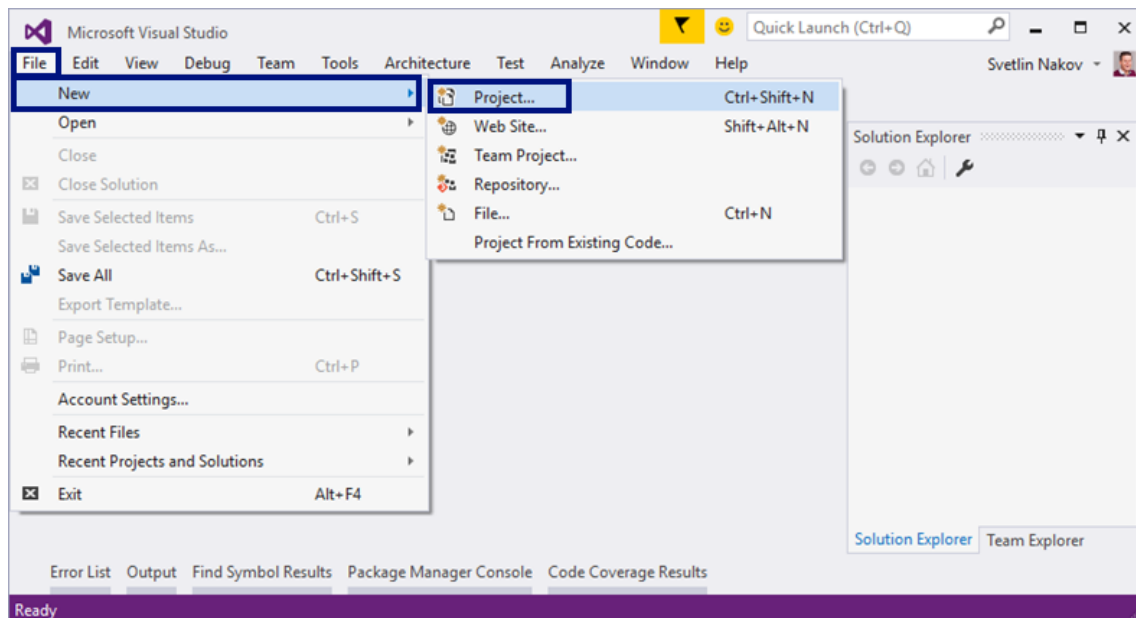 Microsoft Visual Studio
Quick Launch (Ctrl+Q)
File Edit View Debug Team Tools Architecture Test Analyze Window Help
Svetlin Nakov
New
Open
Close
Close Solution
Save Selected Items Ctrl+S
Save Selected Items As...
Save All Ctrl+Shift+S
Export Template...
Page Setup...
Print... Ctrl+P
Account Settings...
Recent Files
Recent Projects and Solutions
Exit Alt+F4
Project... Ctrl+Shift+N
Web Site... Shift+Alt+N
Team Project...
Repository...
File... Ctrl+N
Project From Existing Code...
Solution Explorer
Solution Explorer Team Explorer
Error List Output Find Symbol Results Package Manager Console Code Coverage Results
Ready